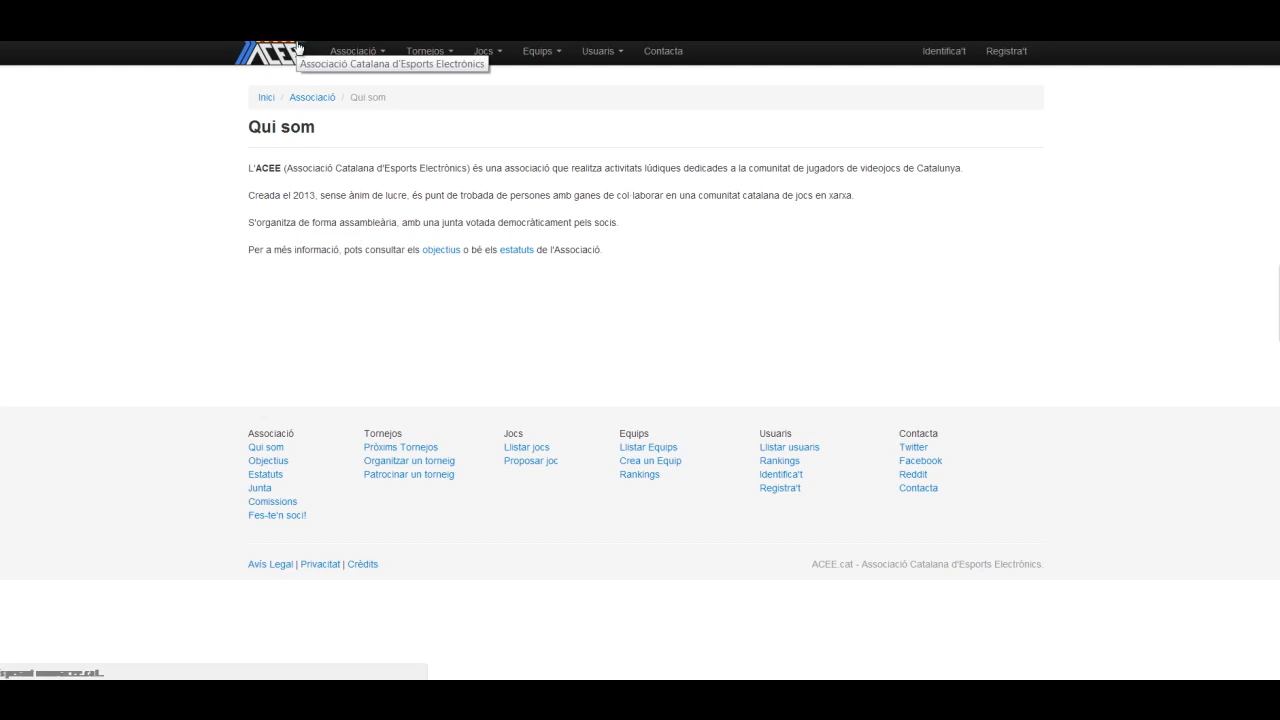 ACEE Associació Tornejos Jocs Equips Usuaris Contacta Identifica't Registra't
Associació Catalana d'Esports Electrònics
Inici / Associació / Qui som
Qui som
L'ACEE (Associació Catalana d'Esports Electrònics) és una associació que realitza activitats lúdiques dedicades a la comunitat de jugadors de videojocs de Catalunya.
Creada el 2013, sense ànim de lucre, és punt de trobada de persones amb ganes de col·laborar en una comunitat catalana de jocs en xarxa.
S'organitza de forma assambleària, amb una junta votada democràticament pels socis.
Per a més informació, pots consultar els objectius o bé els estatuts de l'Associació.
Associació Tornejos Jocs Equips Usuaris Contacta
Qui som Pròxims Tornejos Llistar jocs Llistar Equips Llistar usuaris Twitter
Objectius Organitzar un torneig Proposar joc Crea un Equip Rankings Facebook
Estatuts Patrocinar un torneig Rankings Identifica't Reddit
Junta Registra't Contacta
Comissions
Fes-te'n soci!
Avís Legal | Privacitat | Crèdits ACEE.cat - Associació Catalana d'Esports Electrònics.